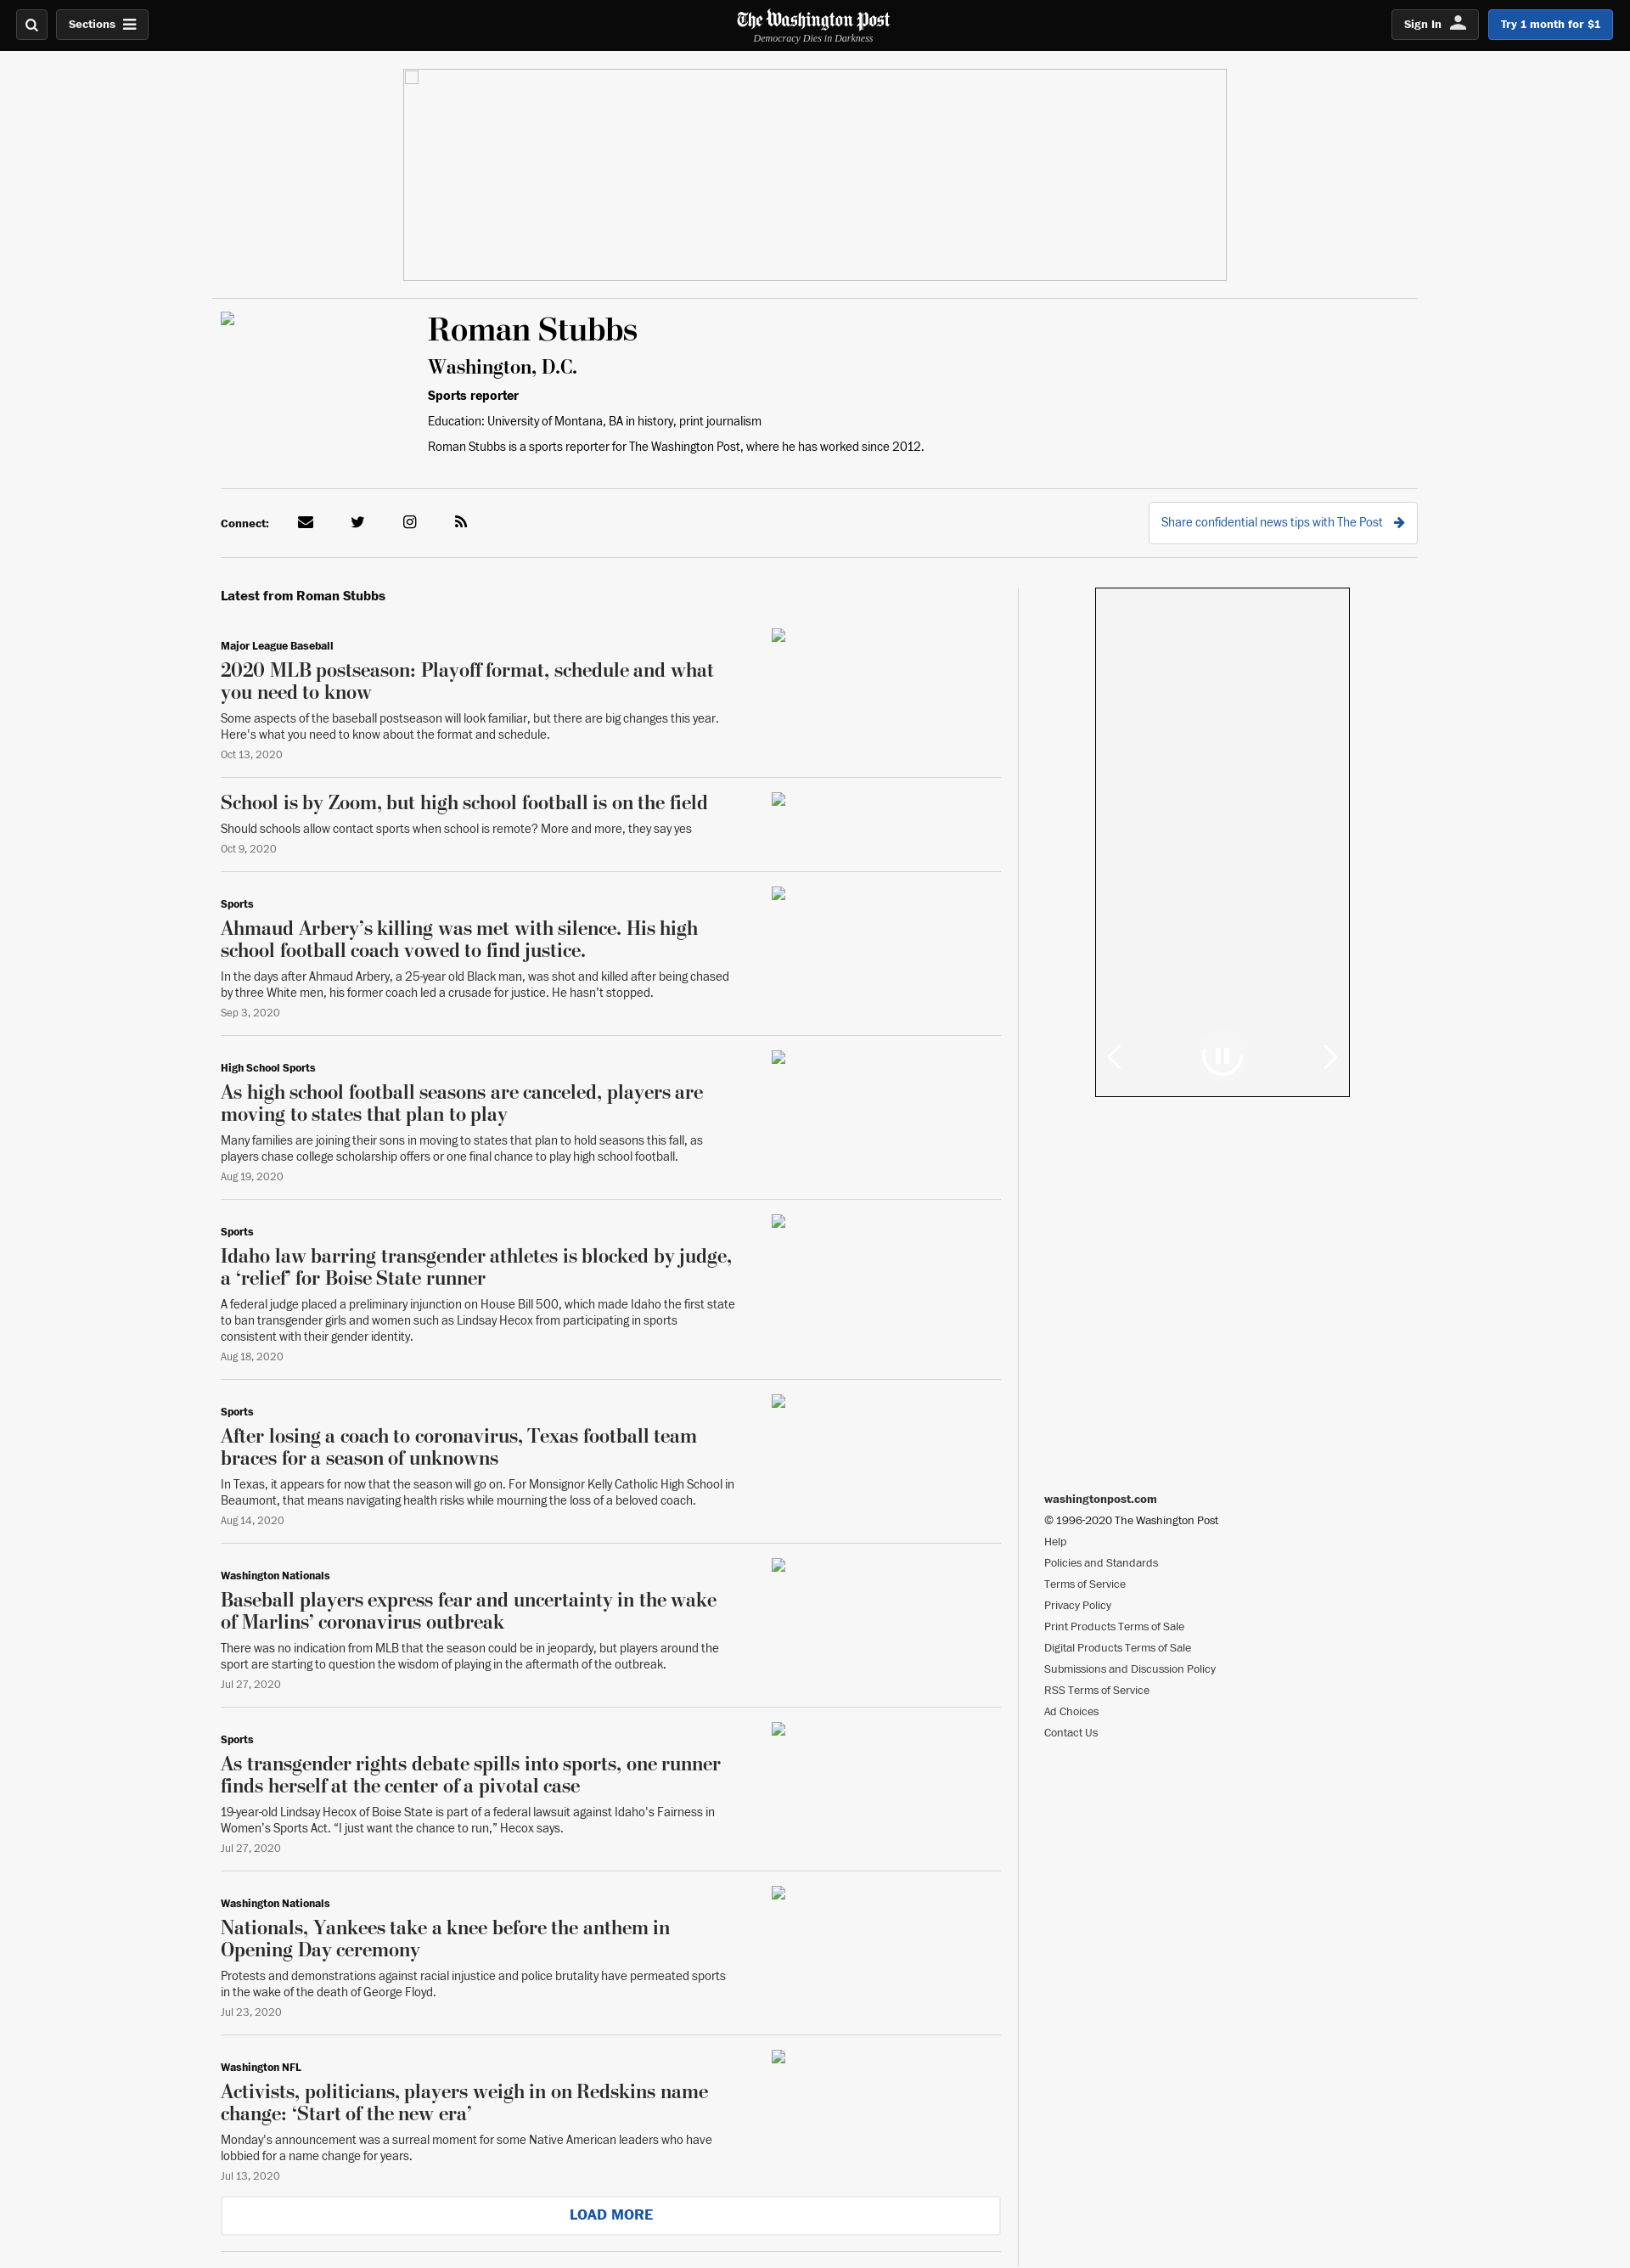 Sections
The Washington Post
Democracy Dies in Darkness
Sign In
Try 1 month for $1
Roman Stubbs
Washington, D.C.
Sports reporter
Education: University of Montana, BA in history, print journalism
Roman Stubbs is a sports reporter for The Washington Post, where he has worked since 2012.
Connect:
Share confidential news tips with The Post
Latest from Roman Stubbs
Major League Baseball
2020 MLB postseason: Playoff format, schedule and what
you need to know
Some aspects of the baseball postseason will look familiar, but there are big changes this year.
Here's what you need to know about the format and schedule.
Oct 13, 2020
School is by Zoom, but high school football is on the field
Should schools allow contact sports when school is remote? More and more, they say yes
Oct 9, 2020
Sports
Ahmaud Arbery’s killing was met with silence. His high
school football coach vowed to find justice.
In the days after Ahmaud Arbery, a 25-year old Black man, was shot and killed after being chased
by three White men, his former coach led a crusade for justice. He hasn’t stopped.
Sep 3, 2020
High School Sports
As high school football seasons are canceled, players are
moving to states that plan to play
Many families are joining their sons in moving to states that plan to hold seasons this fall, as
players chase college scholarship offers or one final chance to play high school football.
Aug 19, 2020
Sports
Idaho law barring transgender athletes is blocked by judge,
a ‘relief’ for Boise State runner
A federal judge placed a preliminary injunction on House Bill 500, which made Idaho the first state
to ban transgender girls and women such as Lindsay Hecox from participating in sports
consistent with their gender identity.
Aug 18, 2020
Sports
After losing a coach to coronavirus, Texas football team
braces for a season of unknowns
In Texas, it appears for now that the season will go on. For Monsignor Kelly Catholic High School in
Beaumont, that means navigating health risks while mourning the loss of a beloved coach.
Aug 14, 2020
Washington Nationals
Baseball players express fear and uncertainty in the wake
of Marlins’ coronavirus outbreak
There was no indication from MLB that the season could be in jeopardy, but players around the
sport are starting to question the wisdom of playing in the aftermath of the outbreak.
Jul 27, 2020
Sports
As transgender rights debate spills into sports, one runner
finds herself at the center of a pivotal case
19-year-old Lindsay Hecox of Boise State is part of a federal lawsuit against Idaho's Fairness in
Women’s Sports Act. “I just want the chance to run,” Hecox says.
Jul 27, 2020
Washington Nationals
Nationals, Yankees take a knee before the anthem in
Opening Day ceremony
Protests and demonstrations against racial injustice and police brutality have permeated sports
in the wake of the death of George Floyd.
Jul 23, 2020
Washington NFL
Activists, politicians, players weigh in on Redskins name
change: ‘Start of the new era’
Monday's announcement was a surreal moment for some Native American leaders who have
lobbied for a name change for years.
Jul 13, 2020
LOAD MORE
washingtonpost.com
© 1996-2020 The Washington Post
Help
Policies and Standards
Terms of Service
Privacy Policy
Print Products Terms of Sale
Digital Products Terms of Sale
Submissions and Discussion Policy
RSS Terms of Service
Ad Choices
Contact Us